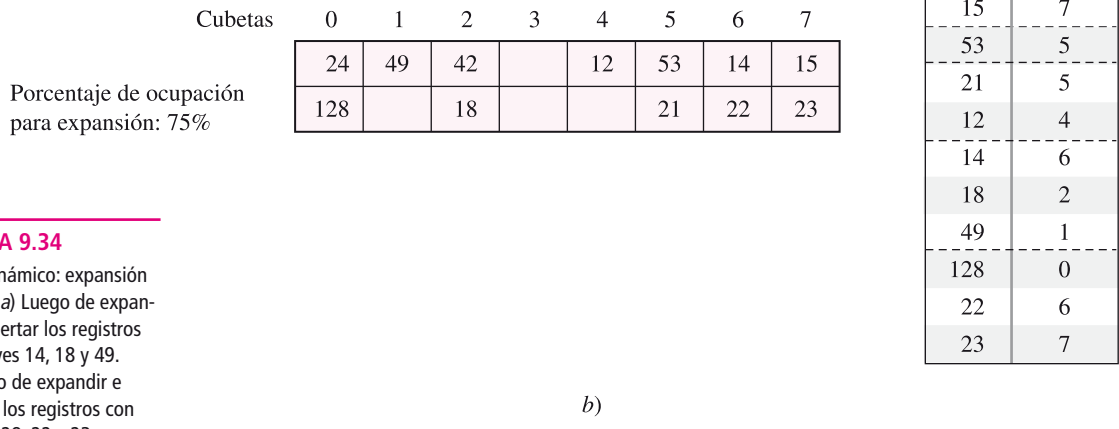 Cubetas 0 1 2 3 4 5 6 7
24 49 42 12 53 14 15
Porcentaje de ocupación
para expansión: 75%
128 18 21 22 23
15 7
53 5
21 5
12 4
14 6
18 2
49 1
128 0
22 6
23 7
A 9.34
námico: expansión
a) Luego de expan-
ertar los registros
ves 14, 18 y 49.
o de expandir e
los registros con
b)